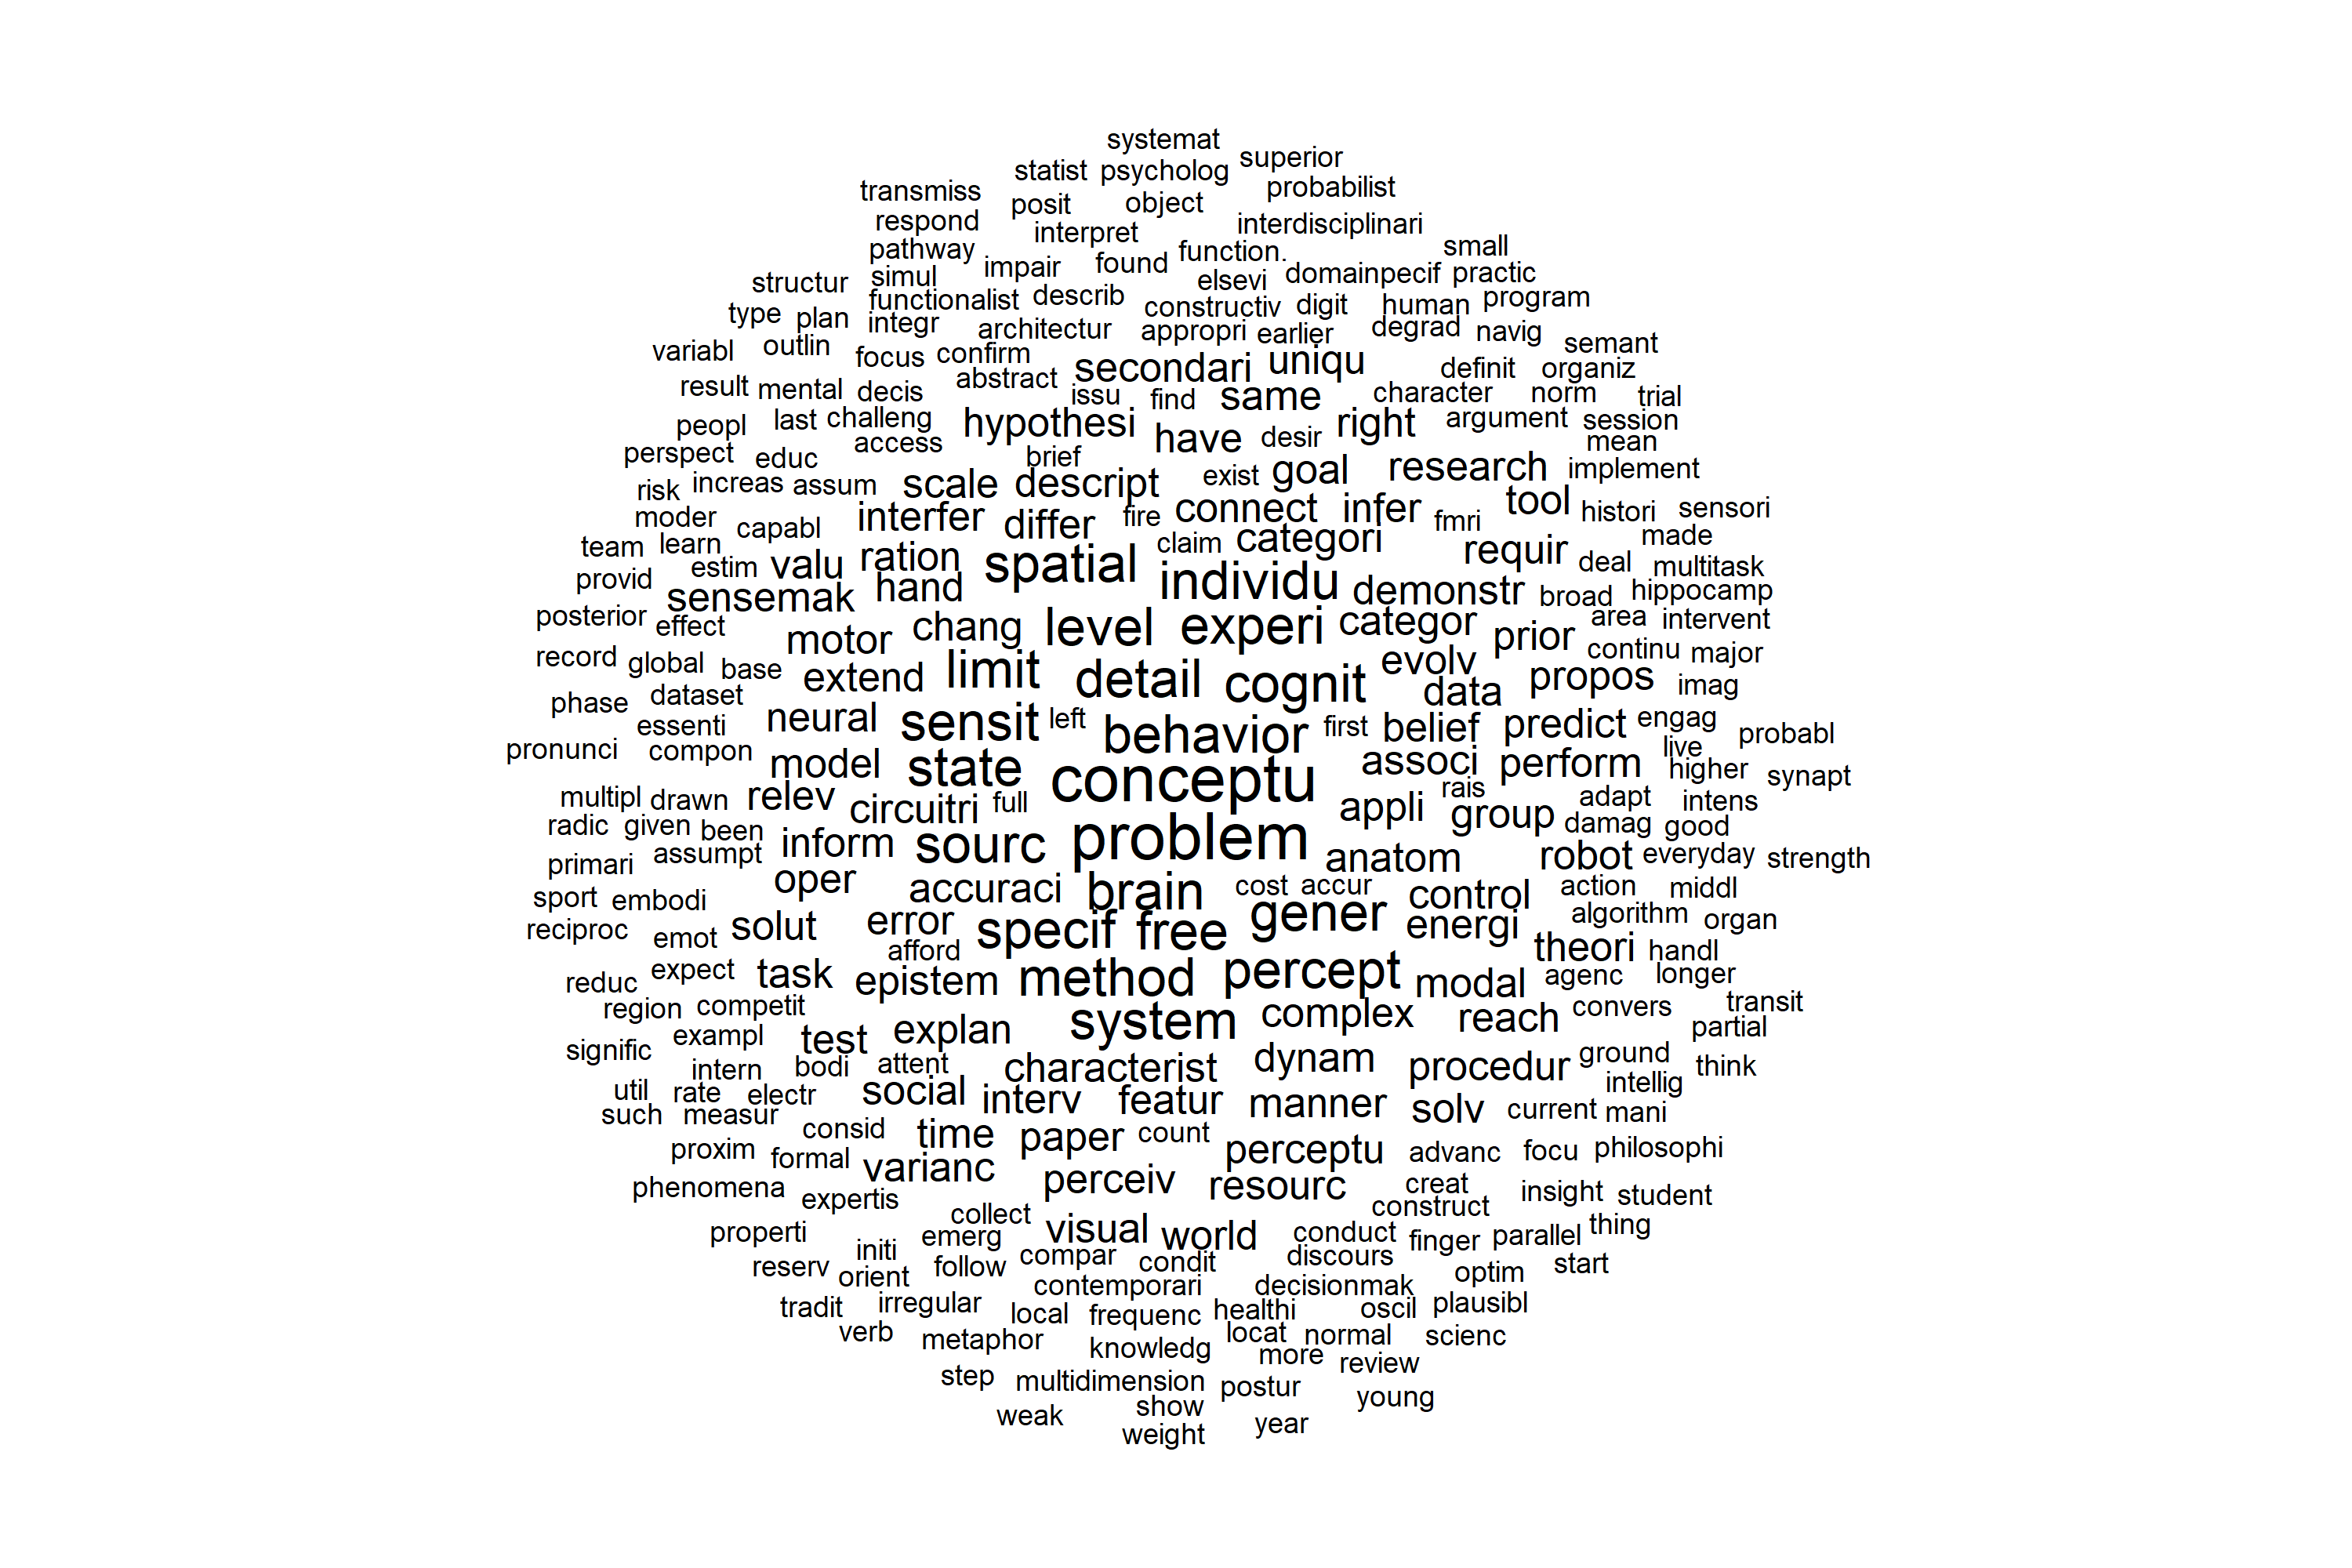 systemat
statist psycholog superior
transmiss posit object probabilist
respond interpret interdisciplinari
pathway impair found function. small
structur simul elsevi domainpecif practic
functionalist describ constructiv digit human program
type plan integr architectur appropri earlier degrad navig
variabl outlin focus confirm secondari uniqu semant
result mental decis abstract issu find same definit organiz
character norm trial
peopl last challeng hypothesi have desir right argument session
perspect educ access brief mean
risk increas assum scale descript exist goal research implement
moder capabl interfer differ fire connect infer fmri tool histori sensori
team learn valu ration spatial claim categori requir made
provid estim hand individu demonstr deal multitask
sensemak broad hippocamp
posterior effect motor chang level experi categor prior area intervent
record global base extend limit detail cognit evolv continu major
phase dataset data propos imag
essenti neural sensit left behavior first belief predict engag
pronunci compon model state conceptu associ perform live probabl
higher synapt
multipl drawn relev circuitri full appli rais adapt intens
radic given been inform sourc problem group damag good
primari assumpt anatom robot everyday strength
sport embodi oper accuraci brain cost accur control action middl
reciproc emot solut error specif free gener energi algorithm organ
afford theori handl
reduc expect task epistem method percept modal agenc longer
region competit system complex reach convers transit
signific exampl test explan partial
intern bodi attent characterist dynam procedur ground think
util rate electr social interv featur manner solv intellig
such measur current mani
consid time paper count
proxim formal varianc perceptu advanc focu philosophi
phenomena expertis perceiv resourc creat insight student
collect construct
properti emerg visual world conduct finger parallel thing
initi follow compar condit discours
reserv orient contemporari decisionmak optim start
tradit irregular local frequenc healthi oscil plausibl
verb metaphor locat normal scienc
knowledg more review
step multidimension postur young
weak show year
weight